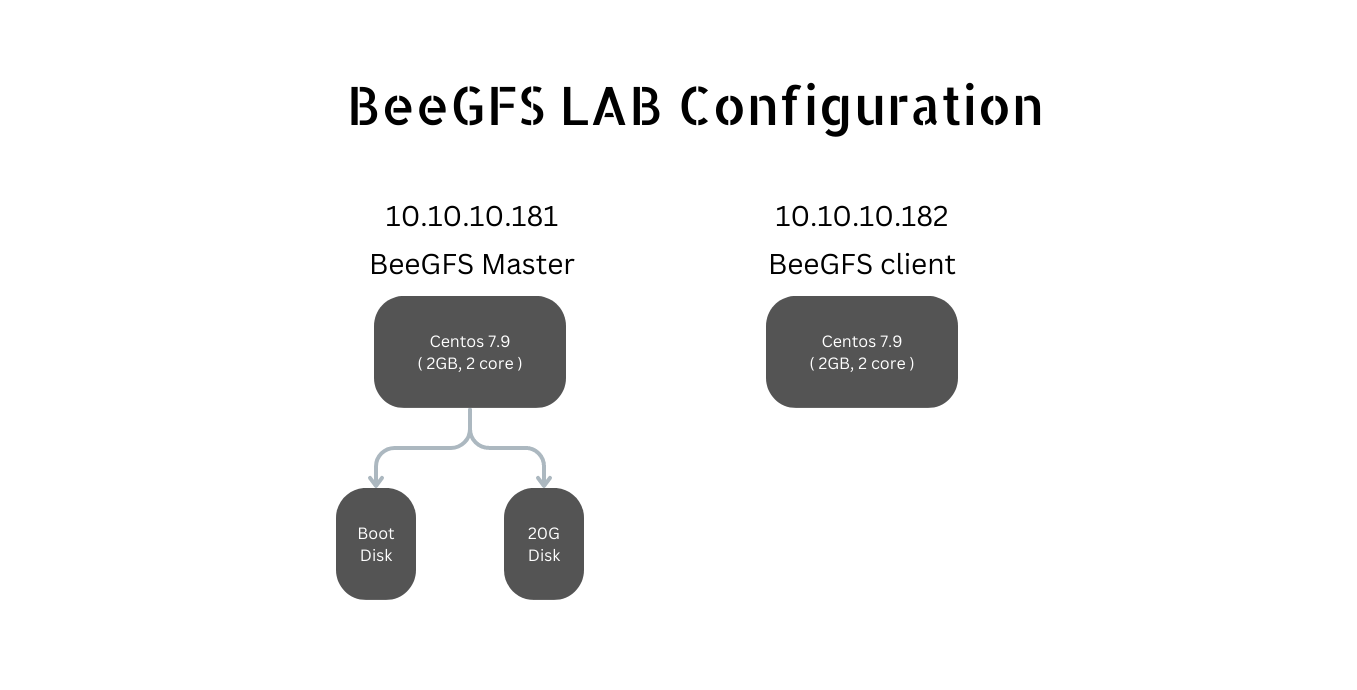 BeeGFS LAB Configuration
10.10.10.181
BeeGFS Master
Centos 7.9
( 2GB, 2 core )
Boot
Disk
20G
Disk
10.10.10.182
BeeGFS client
Centos 7.9
( 2GB, 2 core )